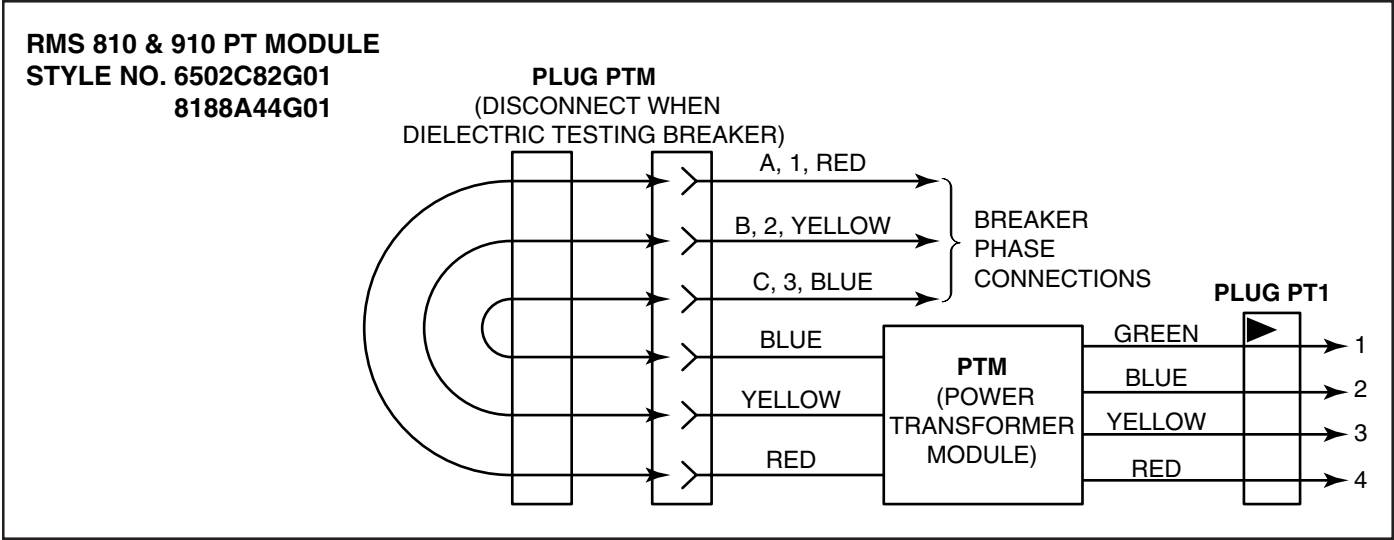 RMS 810 & 910 PT MODULE
STYLE NO. 6502C82G01
8188A44G01
PLUG PTM
(DISCONNECT WHEN
DIELECTRIC TESTING BREAKER)
A, 1, RED
B, 2, YELLOW
C, 3, BLUE
BREAKER
PHASE
CONNECTIONS
BLUE
YELLOW
RED
PTM
(POWER
TRANSFORMER
MODULE)
PLUG PT1
GREEN
1
BLUE
2
YELLOW
3
RED
4